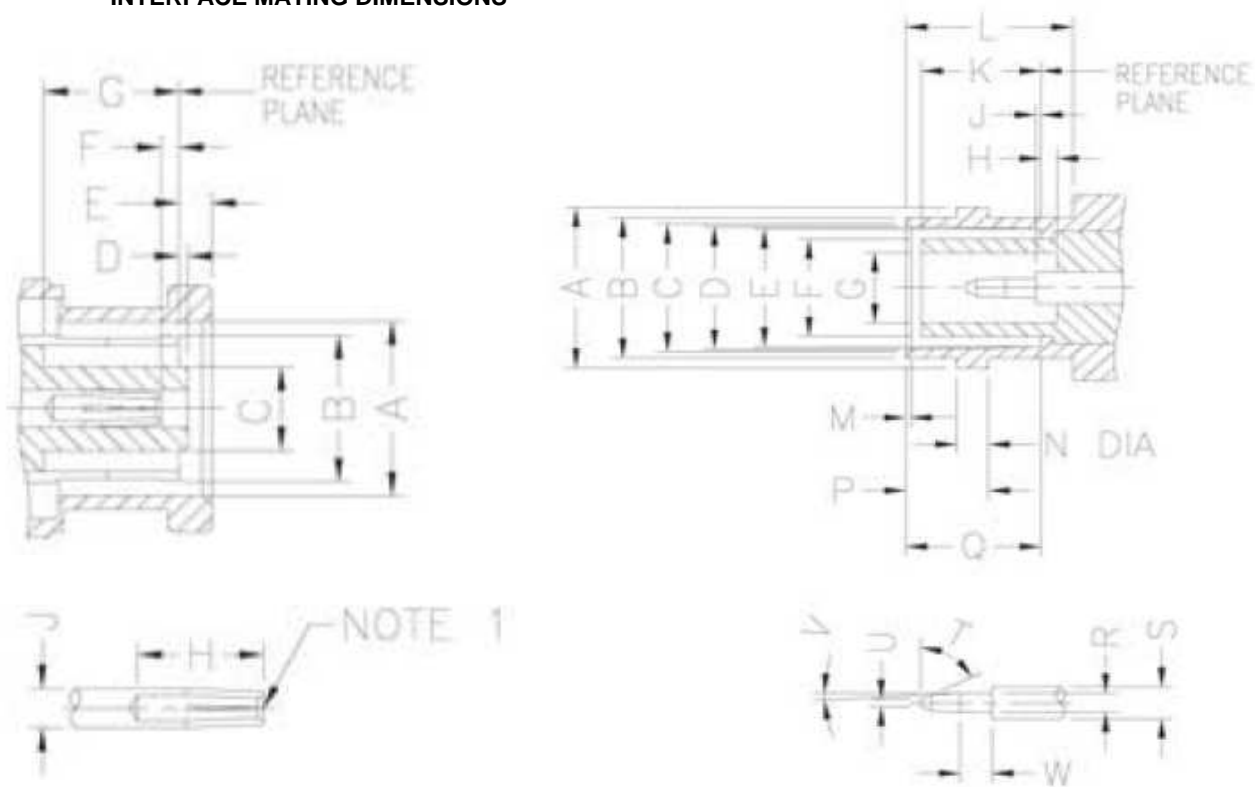 INTERFACE MATING DIMENSIONS
G
REFERENCE
PLANE
F
E
D
C
B
A
L
K
REFERENCE
PLANE
J
H
A
B
C
D
E
F
G
M
N DIA
P
Q
J
H
NOTE 1
V
U
T
R
S
W